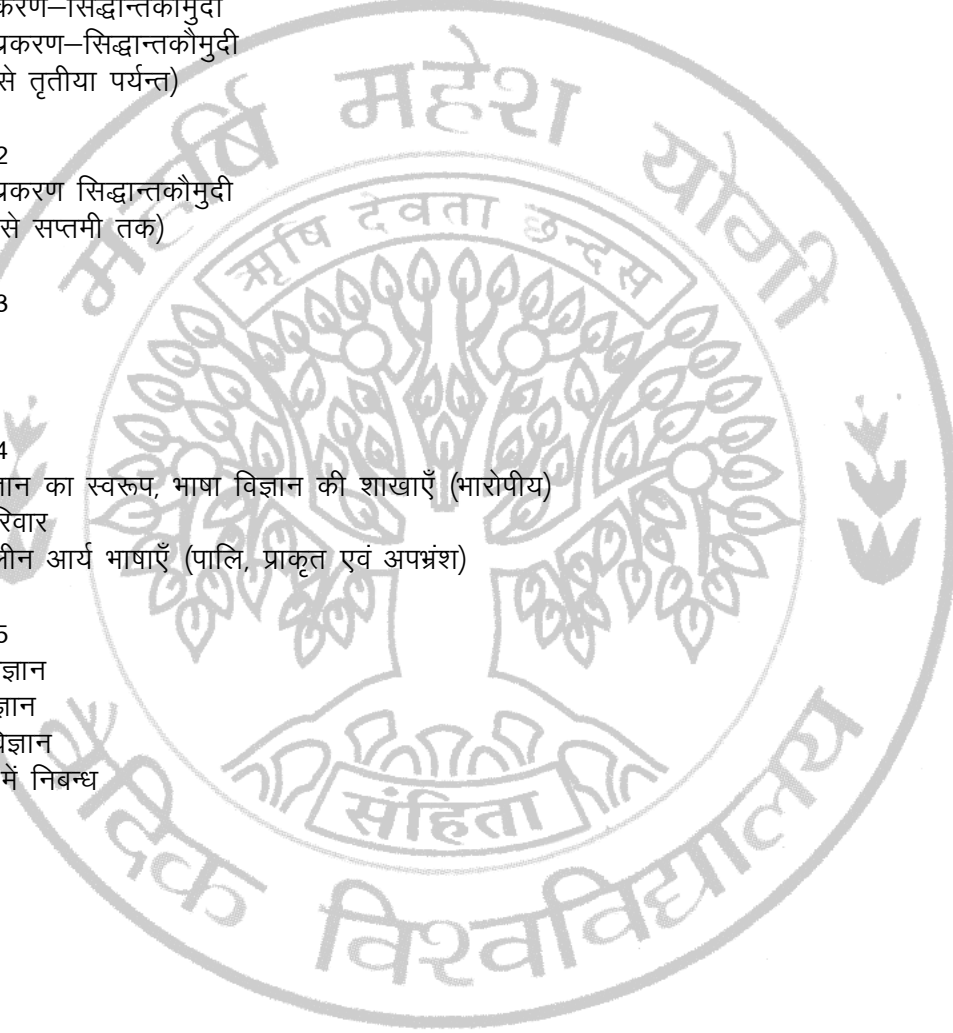 करण–सिद्धान्तकौमुदी
प्रकरण–सिद्धान्तकौमुदी
से तृतीया पर्यन्त)
2
प्रकरण सिद्धान्तकौमुदी
से सप्तमी तक)
3
4
ज्ञान का स्वरूप, भाषा विज्ञान की शाखाएँ (भारोपीय)
रिवार
लीन आर्य भाषाएँ (पालि, प्राकृत एवं अपभ्रंश)
5
वेज्ञान
ज्ञान
विज्ञान
में निबन्ध
महर्षि महेश योगी
ऋषि देवता छन्दस
संहिता
वैदिक विश्वविद्यालय